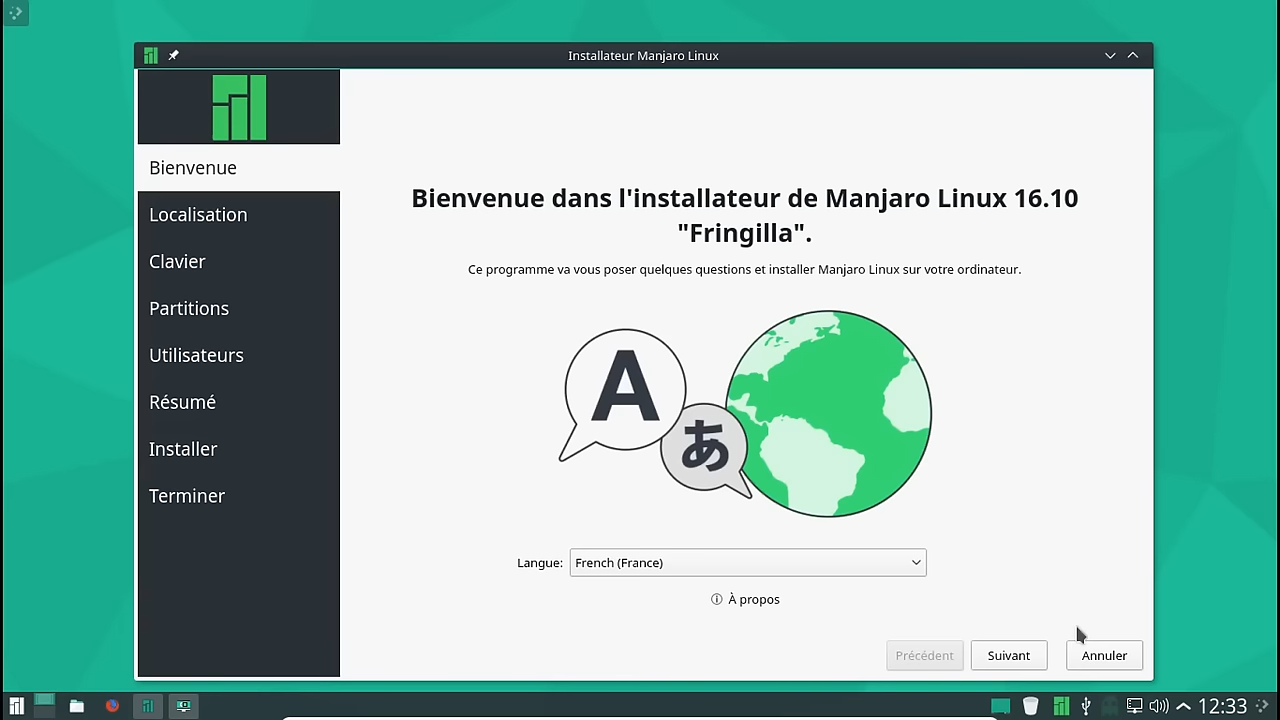 Installateur Manjaro Linux
Bienvenue
Localisation
Clavier
Partitions
Utilisateurs
Résumé
Installer
Terminer
Bienvenue dans l'installateur de Manjaro Linux 16.10
"Fringilla".
Ce programme va vous poser quelques questions et installer Manjaro Linux sur votre ordinateur.
A
あ
Langue: French (France)
À propos
Précédent Suivant Annuler
12:33